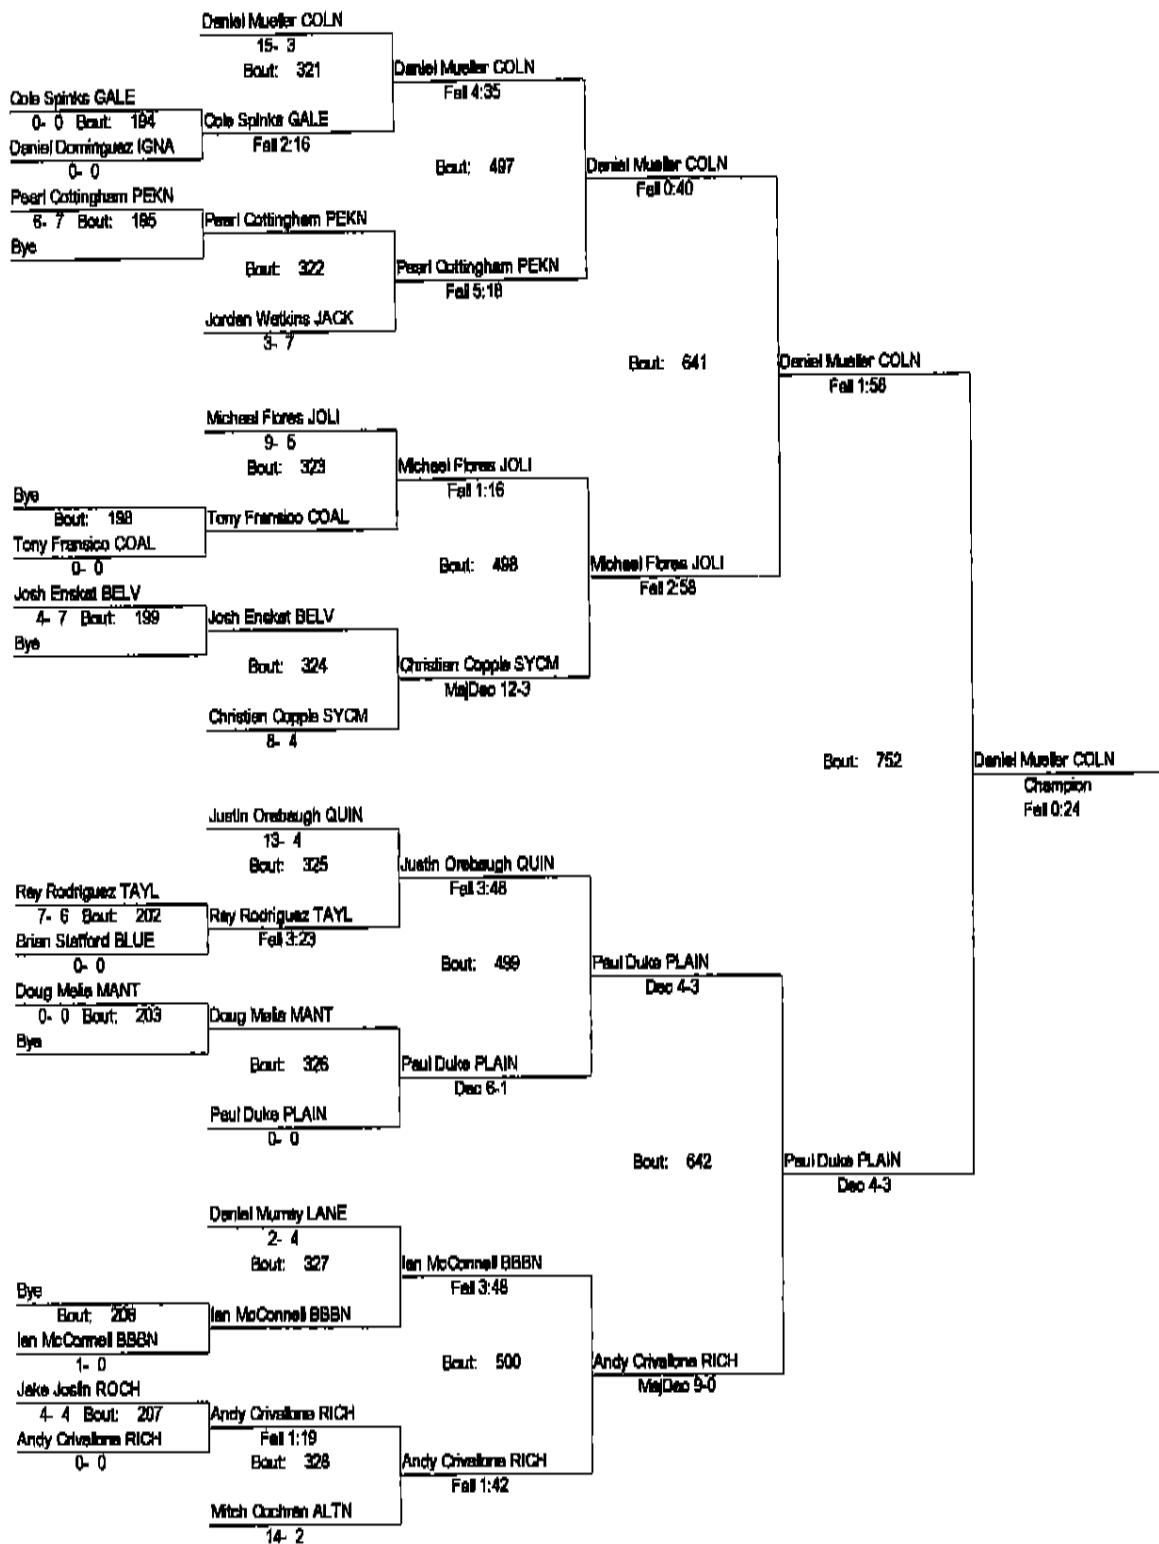 Daniel Mueller COLN
15- 3
Bout: 321
Daniel Mueller COLN
Fall 4:35
Cole Spinks GALE
0- 0 Bout: 194
Cole Spinks GALE
Fall 2:16
Daniel Dominguez IGNA
0- 0
Bout: 497
Daniel Mueller COLN
Fall 0:40
Pearl Cottingham PEKN
6- 7 Bout: 195
Pearl Cottingham PEKN
Bye
Bout: 322
Pearl Cottingham PEKN
Fall 5:18
Jordan Watkins JACK
3- 7
Bout: 641
Daniel Mueller COLN
Fall 1:58
Michael Flores JOLI
9- 5
Bout: 323
Michael Flores JOLI
Fall 1:16
Bye
Bout: 198
Tony Fransico COAL
Tony Fransico COAL
0- 0
Bout: 498
Michael Flores JOLI
Fall 2:58
Josh Enskat BELV
4- 7 Bout: 199
Josh Enskat BELV
Bye
Bout: 324
Christian Copple SYCM
MajDec 12-3
Christian Copple SYCM
8- 4
Bout: 752
Daniel Mueller COLN
Champion
Fall 0:24
Justin Orebaugh QUIN
13- 4
Bout: 325
Justin Orebaugh QUIN
Fall 3:48
Ray Rodriguez TAYL
7- 6 Bout: 202
Ray Rodriguez TAYL
Fall 3:23
Brian Stafford BLUE
0- 0
Bout: 499
Paul Duke PLAIN
Dec 4-3
Doug Melie MANT
0- 0 Bout: 203
Doug Melie MANT
Bye
Bout: 326
Paul Duke PLAIN
Dec 6-1
Paul Duke PLAIN
0- 0
Bout: 642
Paul Duke PLAIN
Dec 4-3
Daniel Murray LANE
2- 4
Bout: 327
Ian McConnell BBBN
Fall 3:48
Bye
Bout: 206
Ian McConnell BBBN
Ian McConnell BBBN
1- 0
Bout: 500
Andy Crivellone RICH
MajDec 9-0
Jake Joslin ROCH
4- 4 Bout: 207
Andy Crivellone RICH
Fall 1:19
Andy Crivellone RICH
0- 0
Bout: 328
Andy Crivellone RICH
Fall 1:42
Mitch Cochran ALTN
14- 2